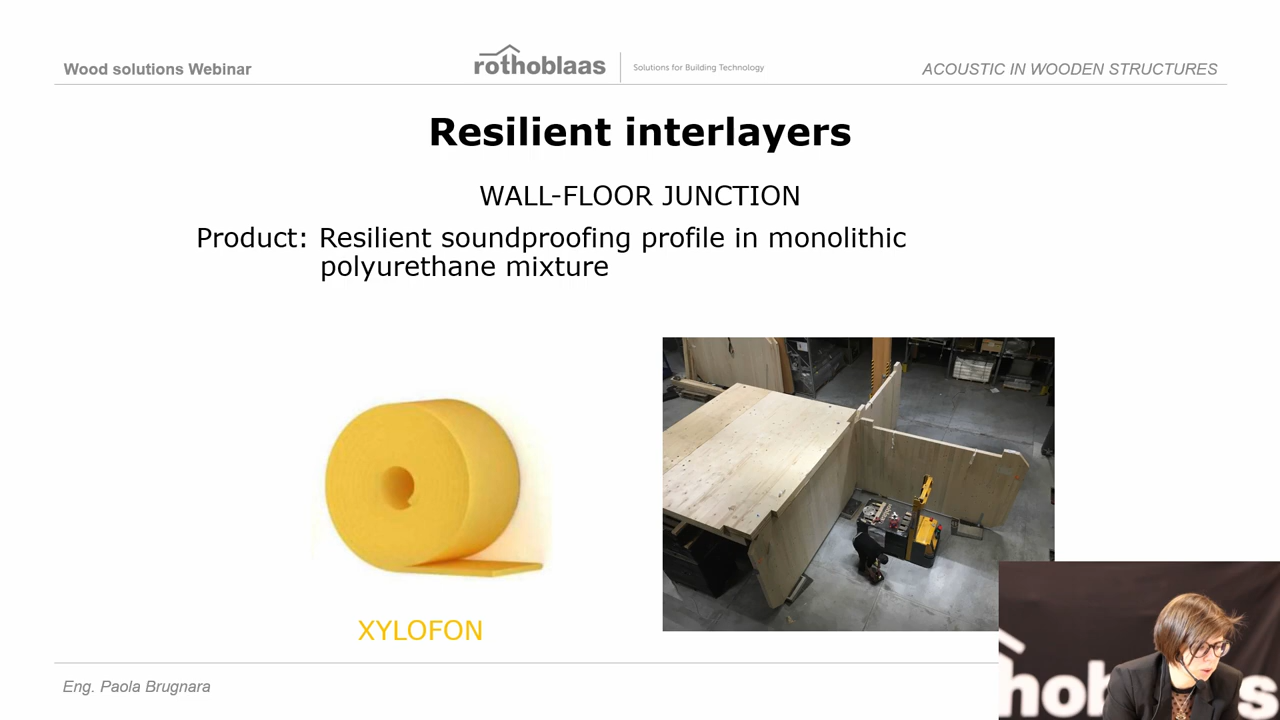 Wood solutions Webinar
rothoblaas
Solutions for Building Technology
ACOUSTIC IN WOODEN STRUCTURES
Resilient interlayers
WALL-FLOOR JUNCTION
Product: Resilient soundproofing profile in monolithic
polyurethane mixture
XYLOFON
Eng. Paola Brugnara